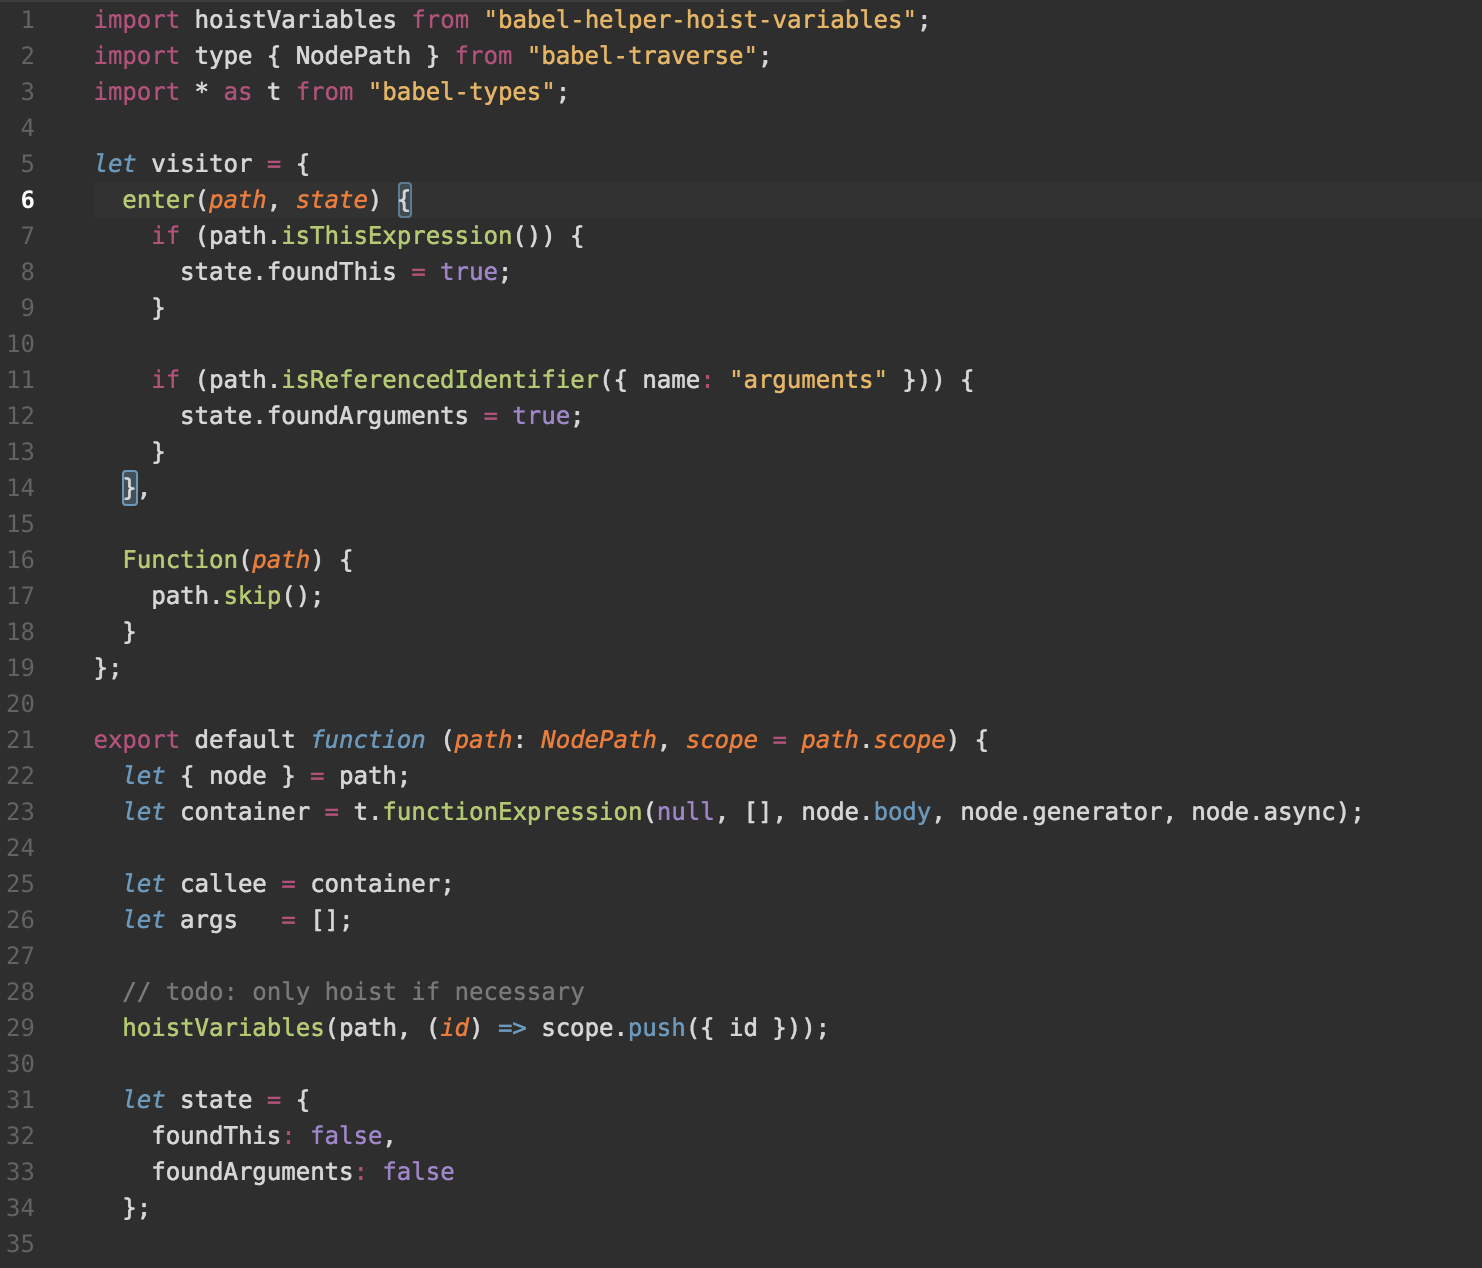 1 import hoistVariables from "babel-helper-hoist-variables";
2 import type { NodePath } from "babel-traverse";
3 import * as t from "babel-types";
4
5 let visitor = {
6   enter(path, state) {
7     if (path.isThisExpression()) {
8       state.foundThis = true;
9     }
10
11     if (path.isReferencedIdentifier({ name: "arguments" })) {
12       state.foundArguments = true;
13     }
14   },
15
16   Function(path) {
17     path.skip();
18   }
19 };
20
21 export default function (path: NodePath, scope = path.scope) {
22   let { node } = path;
23   let container = t.functionExpression(null, [], node.body, node.generator, node.async);
24
25   let callee = container;
26   let args   = [];
27
28   // todo: only hoist if necessary
29   hoistVariables(path, (id) => scope.push({ id }));
30
31   let state = {
32     foundThis: false,
33     foundArguments: false
34   };
35